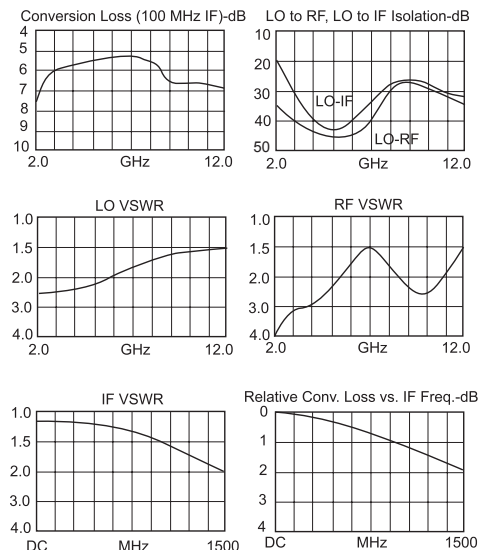 Conversion Loss (100 MHz IF)-dB
4
5
6
7
8
9
10
2.0 GHz 12.0
LO to RF, LO to IF Isolation-dB
10
20
30
40
50
LO-IF
LO-RF
2.0 GHz 12.0
LO VSWR
1.0
1.5
2.0
3.0
4.0
2.0 GHz 12.0
RF VSWR
1.0
1.5
2.0
3.0
4.0
2.0 GHz 12.0
IF VSWR
1.0
1.5
2.0
3.0
4.0
DC MHz 1500
Relative Conv. Loss vs. IF Freq.-dB
0
1
2
3
4
DC MHz 1500